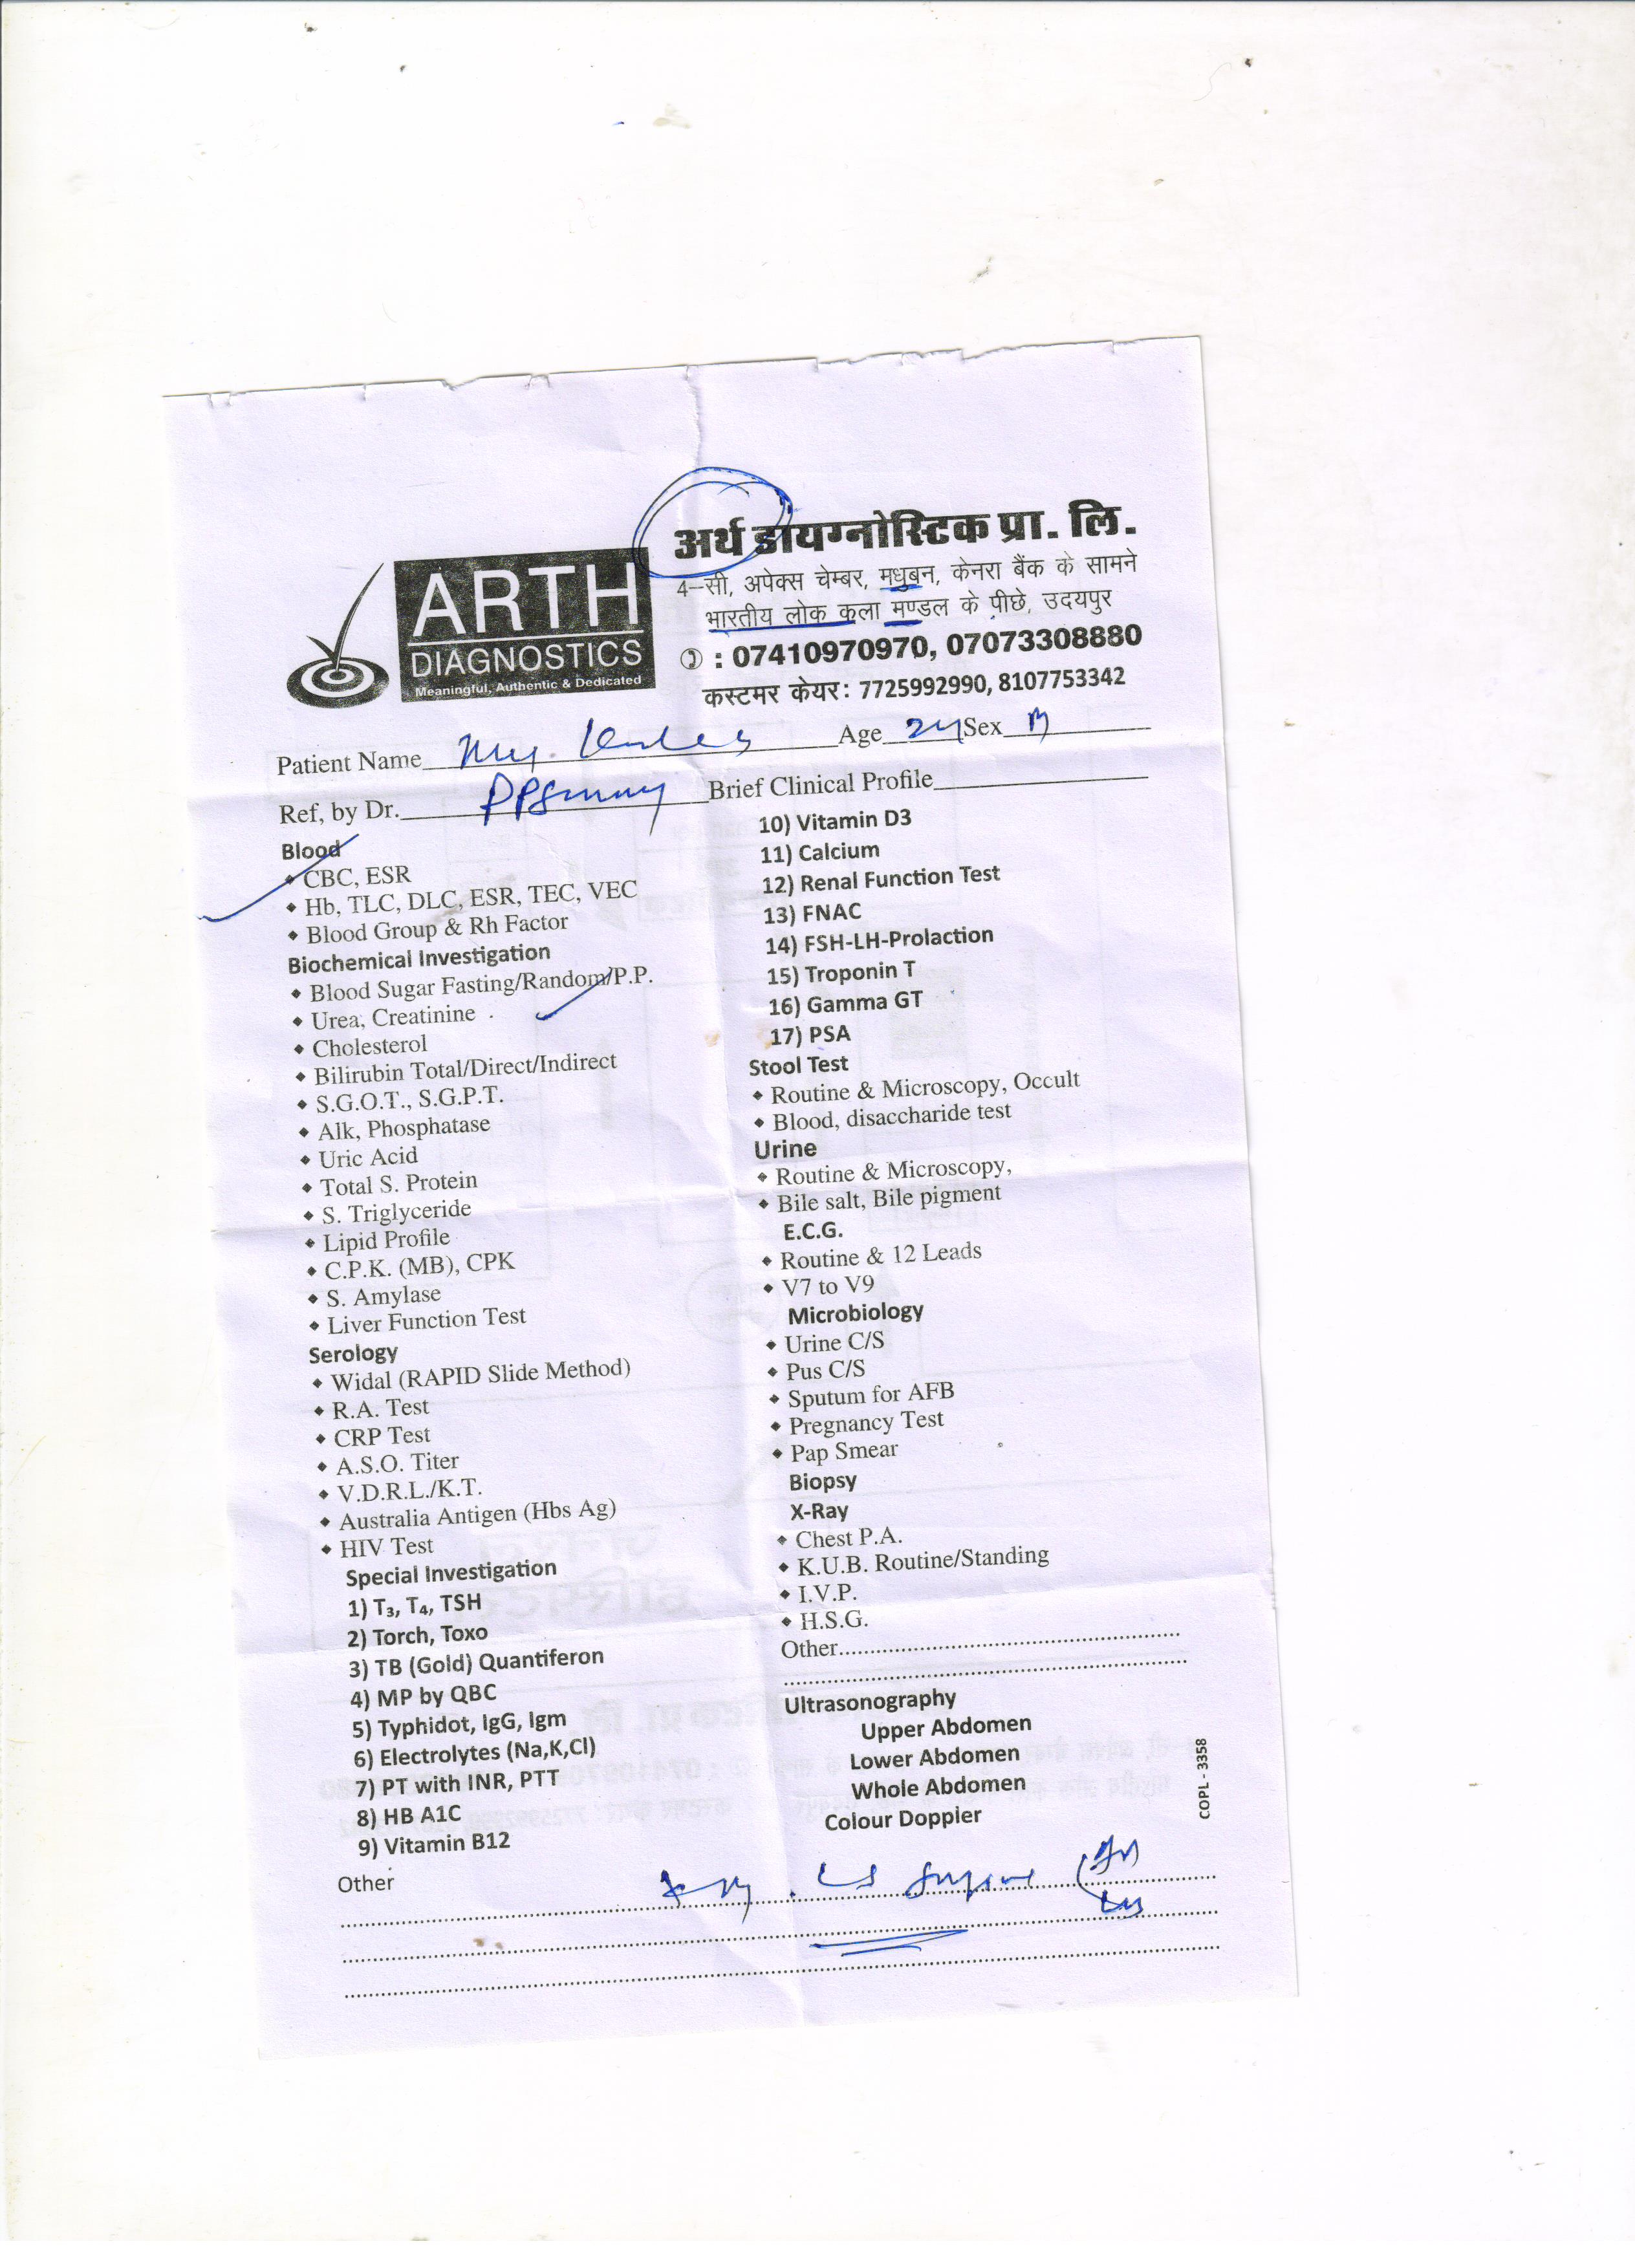 अर्थ डायग्नोस्टिक प्रा. लि.
4-सी, अपेक्स चेम्बर, मधुबन, केनरा बैंक के सामने
भारतीय लोक कला मण्डल के पीछे, उदयपुर
: 07410970970, 07073308880
कस्टमर केयर: 7725992990, 8107753342
ARTH
DIAGNOSTICS
Meaningful, Authentic & Dedicated
Patient Name Age Sex M
Ref, by Dr. Brief Clinical Profile
Blood
CBC, ESR
Hb, TLC, DLC, ESR, TEC, VEC
Blood Group & Rh Factor
Biochemical Investigation
Blood Sugar Fasting/Random/P.P.
Urea, Creatinine
Cholesterol
Bilirubin Total/Direct/Indirect
S.G.O.T., S.G.P.T.
Alk, Phosphatase
Uric Acid
Total S. Protein
S. Triglyceride
Lipid Profile
C.P.K. (MB), CPK
S. Amylase
Liver Function Test
Serology
Widal (RAPID Slide Method)
R.A. Test
CRP Test
A.S.O. Titer
V.D.R.L./K.T.
Australia Antigen (Hbs Ag)
HIV Test
Special Investigation
1) T₃, T₄, TSH
2) Torch, Toxo
3) TB (Gold) Quantiferon
4) MP by QBC
5) Typhidot, IgG, Igm
6) Electrolytes (Na,K,Cl)
7) PT with INR, PTT
8) HB A1C
9) Vitamin B12
10) Vitamin D3
11) Calcium
12) Renal Function Test
13) FNAC
14) FSH-LH-Prolaction
15) Troponin T
16) Gamma GT
17) PSA
Stool Test
Routine & Microscopy, Occult
Blood, disaccharide test
Urine
Routine & Microscopy,
Bile salt, Bile pigment
E.C.G.
Routine & 12 Leads
V7 to V9
Microbiology
Urine C/S
Pus C/S
Sputum for AFB
Pregnancy Test
Pap Smear
Biopsy
X-Ray
Chest P.A.
K.U.B. Routine/Standing
I.V.P.
H.S.G.
Other
Ultrasonography
Upper Abdomen
Lower Abdomen
Whole Abdomen
Colour Doppler
COPL - 3358
Other